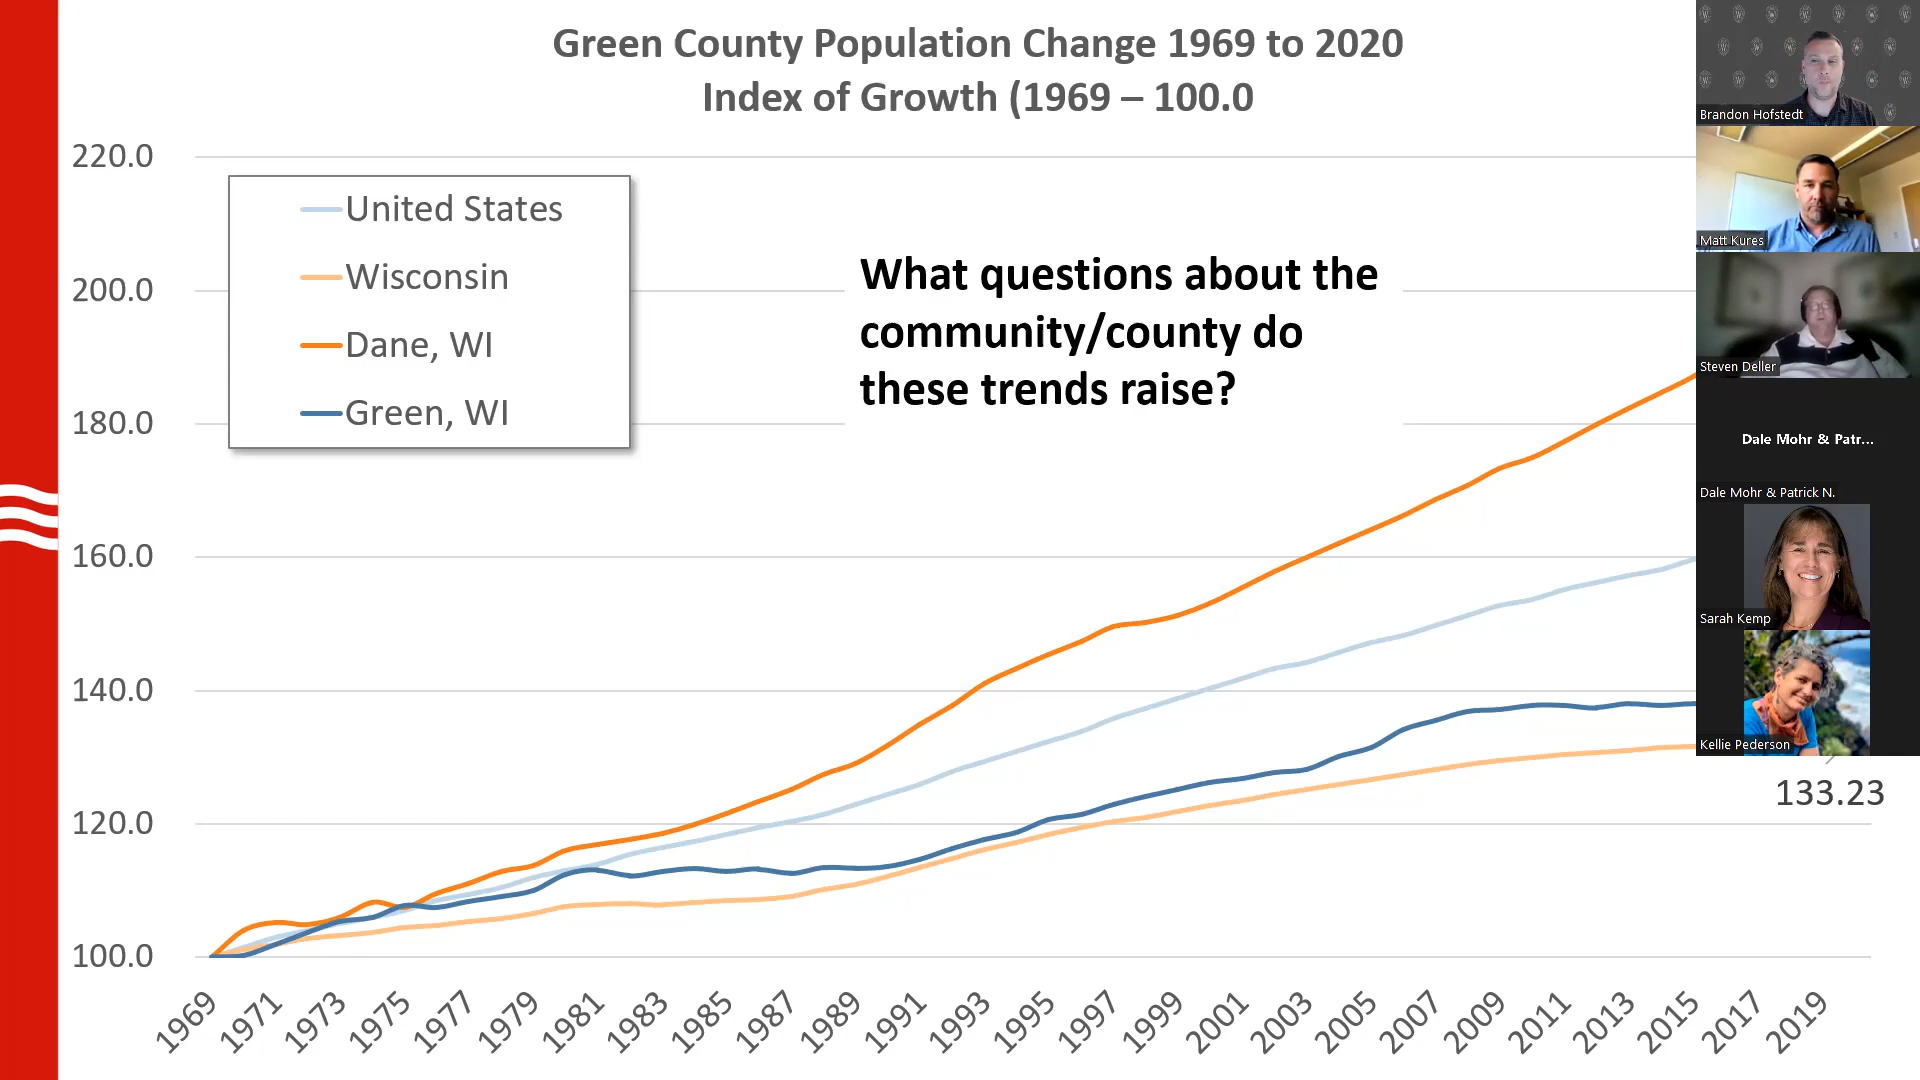 Green County Population Change 1969 to 2020
Index of Growth (1969 – 100.0
220.0
200.0
180.0
160.0
140.0
120.0
100.0
United States
Wisconsin
Dane, WI
Green, WI
What questions about the
community/county do
these trends raise?
133.23
1969 1971 1973 1975 1977 1979 1981 1983 1985 1987 1989 1991 1993 1995 1997 1999 2001 2003 2005 2007 2009 2011 2013 2015 2017 2019
Brandon Hofstedt
Matt Kures
Steven Deller
Dale Mohr & Patr...
Dale Mohr & Patrick N.
Sarah Kemp
Kellie Pederson